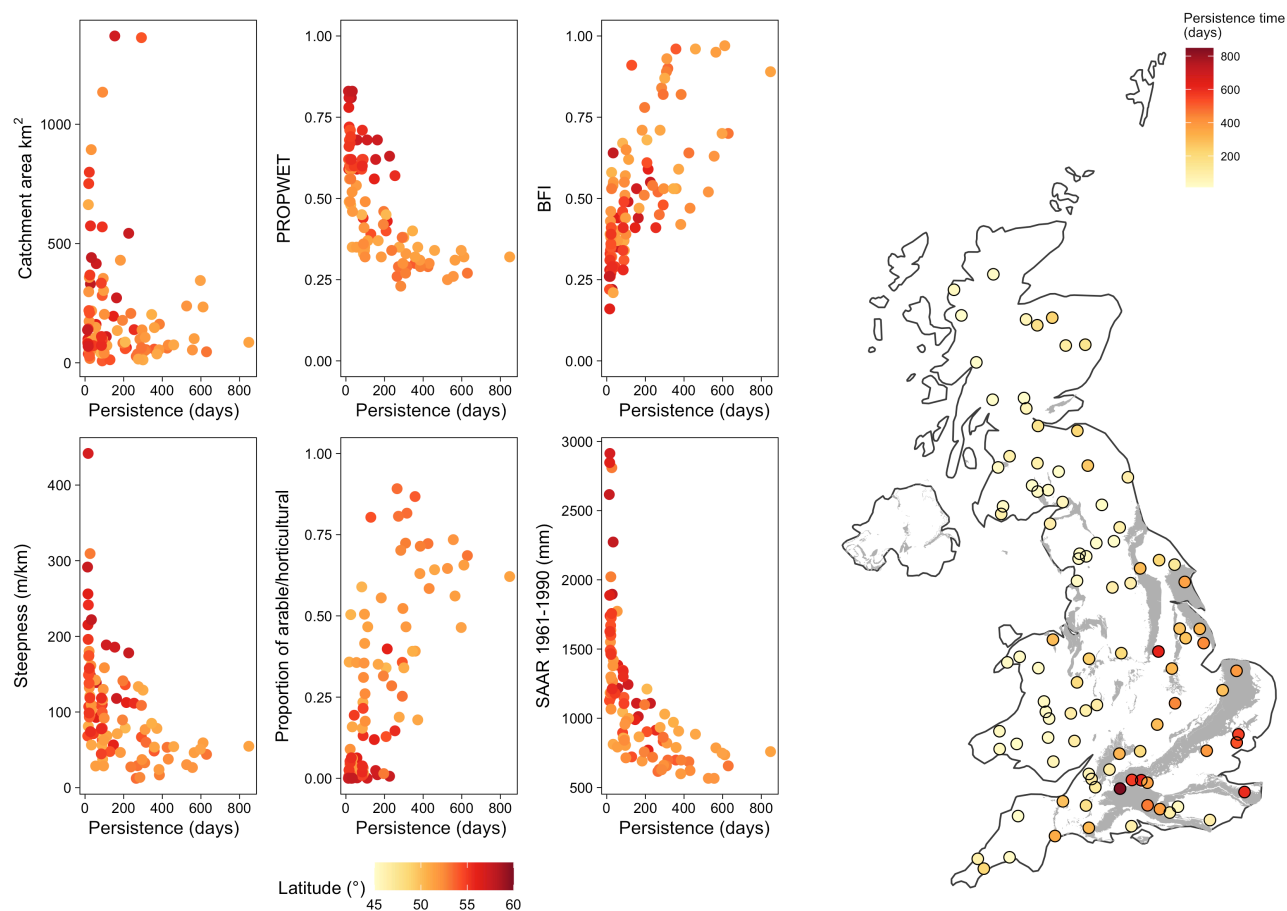 Catchment area km²
1000
500
0
0 200 400 600 800
Persistence (days)
PROPWET
1.00
0.75
0.50
0.25
0.00
0 200 400 600 800
Persistence (days)
BFI
1.00
0.75
0.50
0.25
0.00
0 200 400 600 800
Persistence (days)
Steepness (m/km)
400
300
200
100
0
0 200 400 600 800
Persistence (days)
Proportion of arable/horticultural
1.00
0.75
0.50
0.25
0.00
0 200 400 600 800
Persistence (days)
SAAR 1961-1990 (mm)
3000
2500
2000
1500
1000
500
0 200 400 600 800
Persistence (days)
Latitude (°)
45 50 55 60
Persistence time
(days)
800
600
400
200